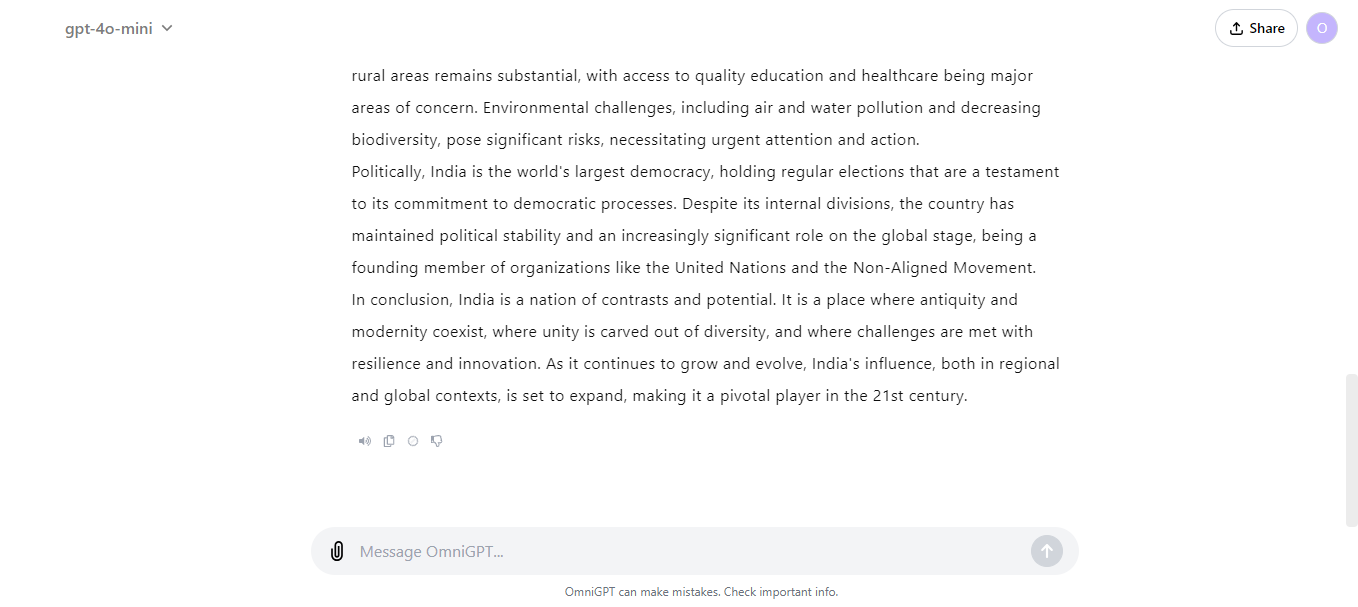 gpt-4o-mini
Share
O
rural areas remains substantial, with access to quality education and healthcare being major
areas of concern. Environmental challenges, including air and water pollution and decreasing
biodiversity, pose significant risks, necessitating urgent attention and action.
Politically, India is the world's largest democracy, holding regular elections that are a testament
to its commitment to democratic processes. Despite its internal divisions, the country has
maintained political stability and an increasingly significant role on the global stage, being a
founding member of organizations like the United Nations and the Non-Aligned Movement.
In conclusion, India is a nation of contrasts and potential. It is a place where antiquity and
modernity coexist, where unity is carved out of diversity, and where challenges are met with
resilience and innovation. As it continues to grow and evolve, India's influence, both in regional
and global contexts, is set to expand, making it a pivotal player in the 21st century.
Message OmniGPT...
OmniGPT can make mistakes. Check important info.